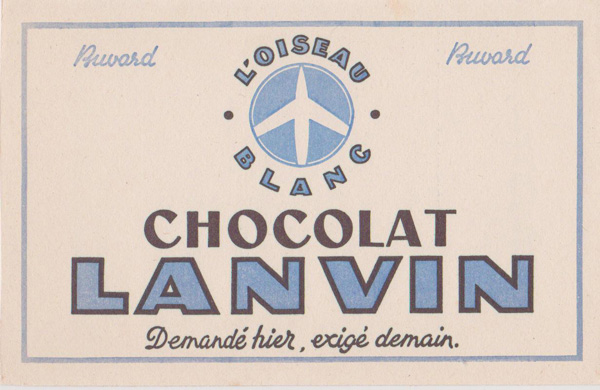 Buvard
Buvard
L'OISEAU
BLANC
CHOCOLAT
LANVIN
Demandé hier, exigé demain.